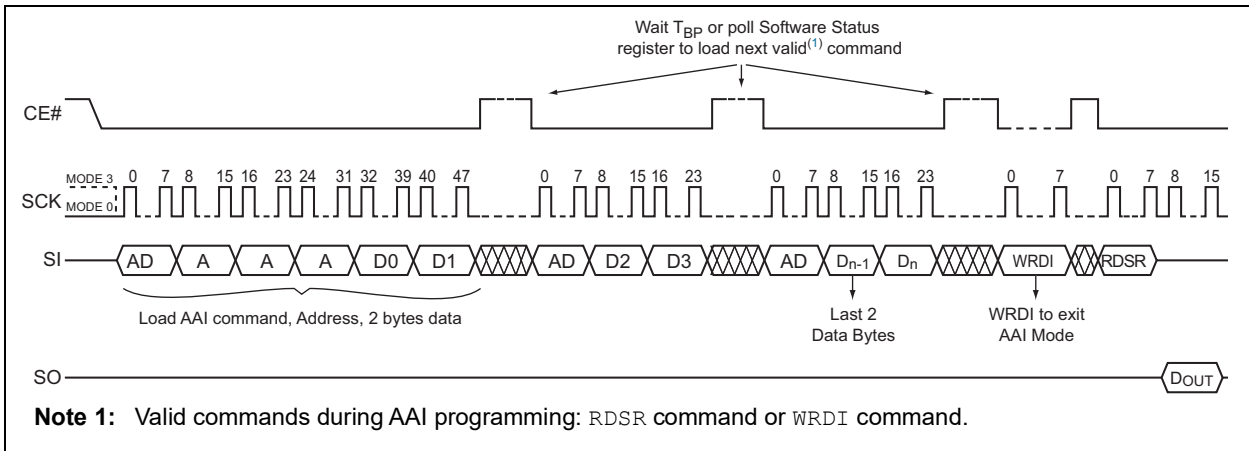 Wait TBP or poll Software Status
register to load next valid(1) command
CE#
MODE 3 0 7 8 15 16 23 24 31 32 39 40 47 0 7 8 15 16 23 0 7 8 15 16 23 0 7 0 7 8 15
SCK MODE 0
SI AD A A A D0 D1 AD D2 D3 AD Dn-1 Dn WRDI RDSR
Load AAI command, Address, 2 bytes data
Last 2
Data Bytes
WRDI to exit
AAI Mode
SO DOUT
Note 1: Valid commands during AAI programming: RDSR command or WRDI command.